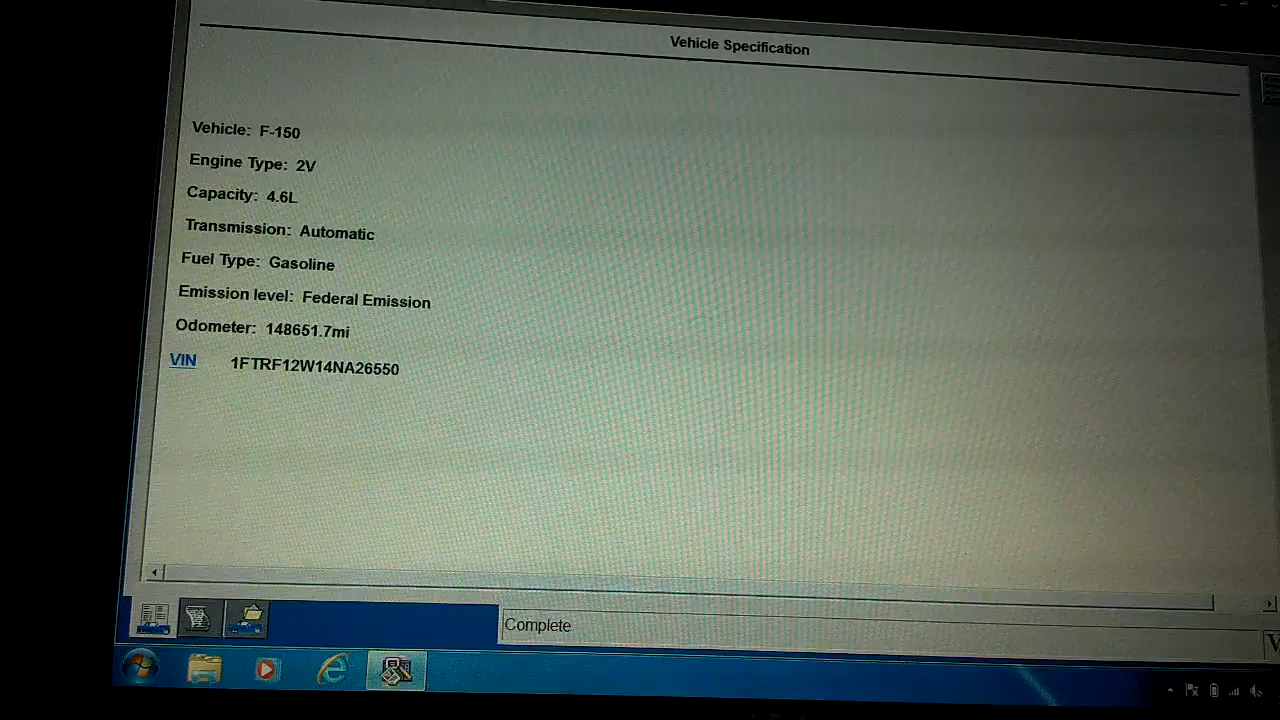 Vehicle Specification
Vehicle: F-150
Engine Type: 2V
Capacity: 4.6L
Transmission: Automatic
Fuel Type: Gasoline
Emission level: Federal Emission
Odometer: 148651.7mi
VIN 1FTRF12W14NA26550
Complete